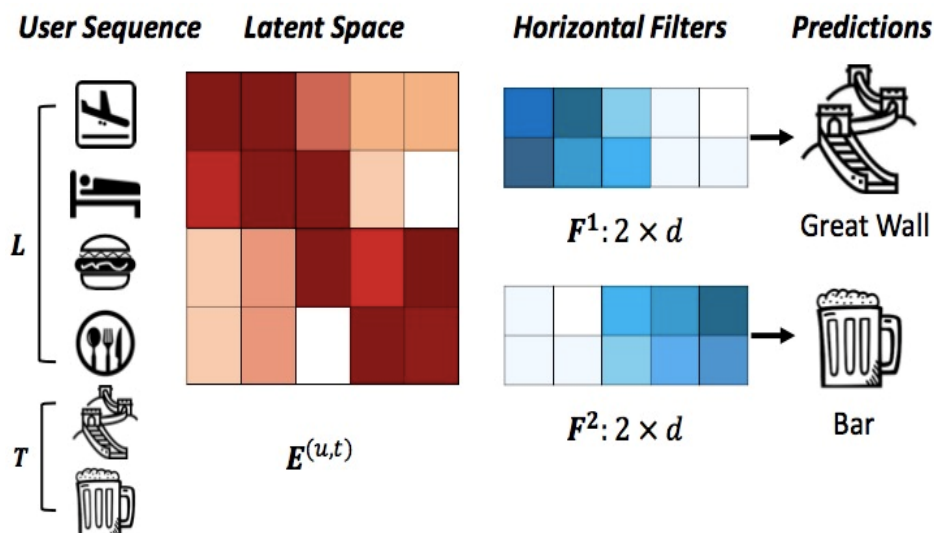 User Sequence
Latent Space
Horizontal Filters
Predictions
L
T
E^{(u,t)}
F^1: 2 × d
F^2: 2 × d
Great Wall
Bar